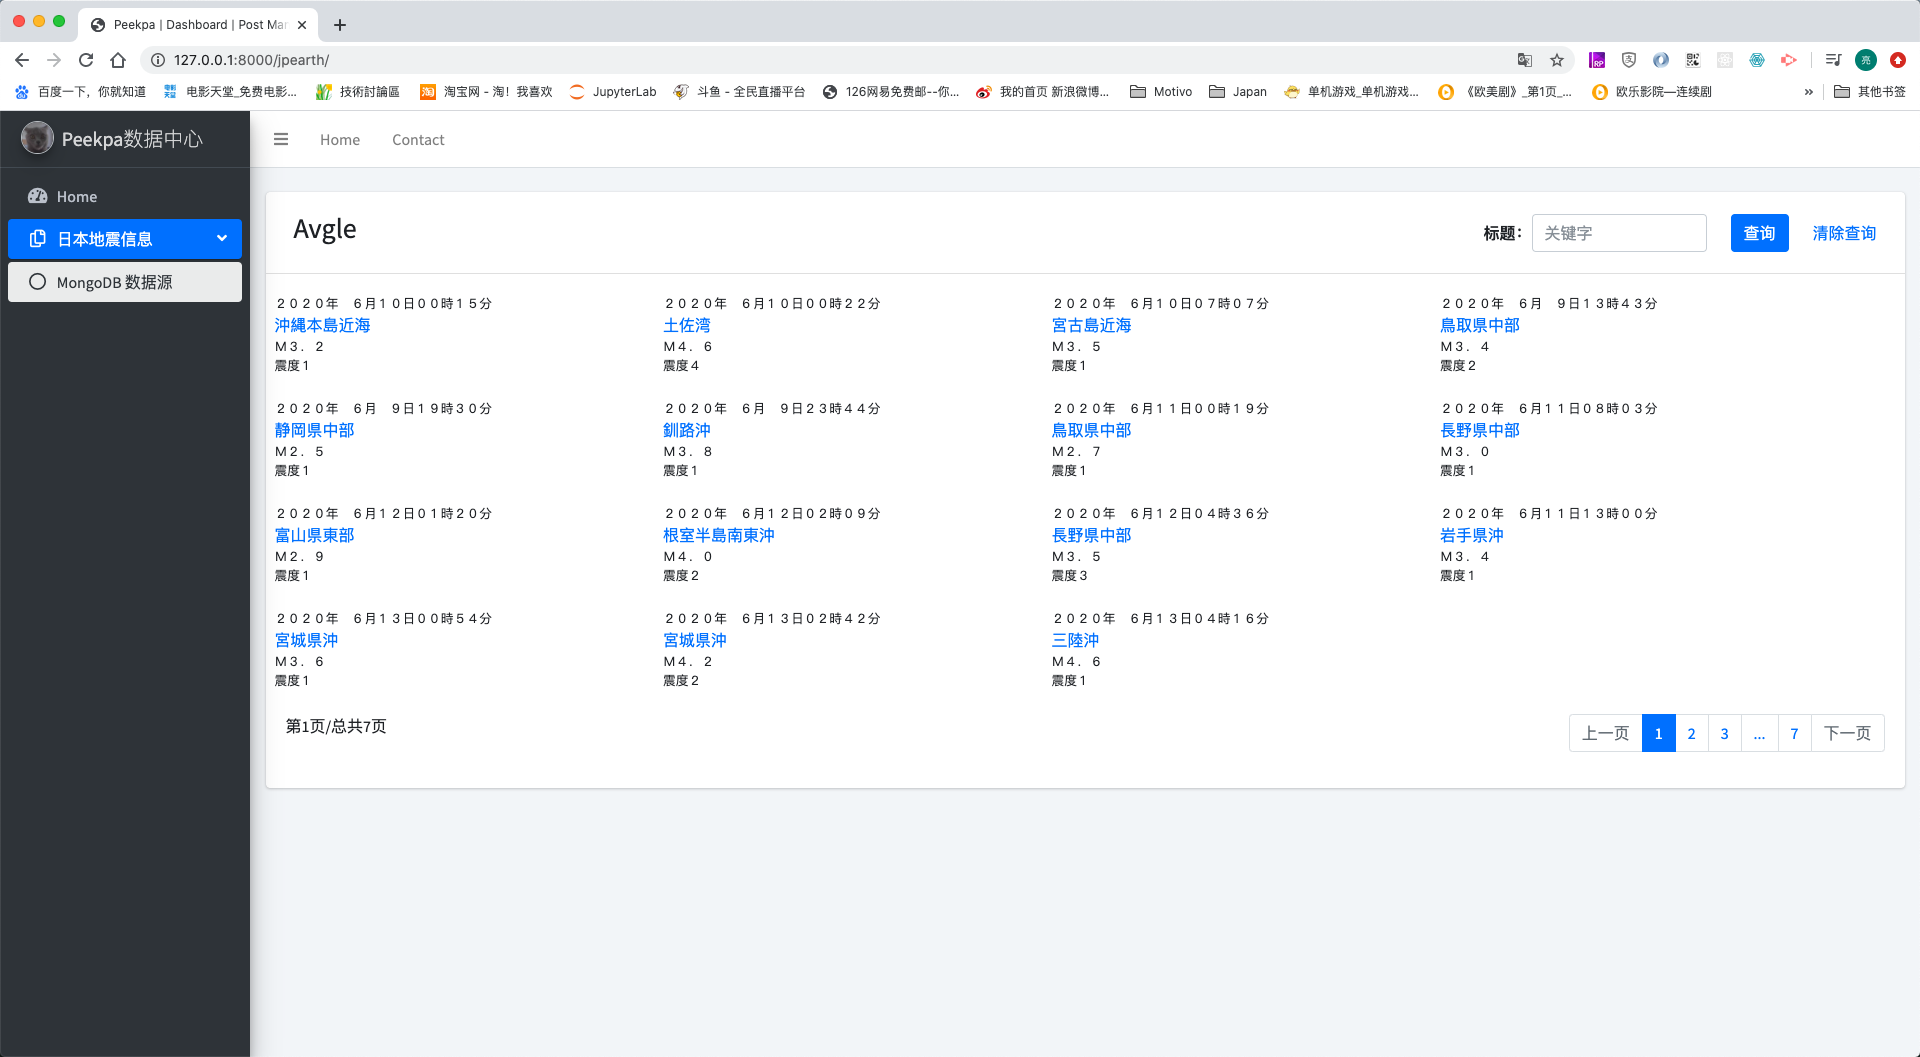 Peekpa | Dashboard | Post Ma
127.0.0.1:8000/jpearth/
百度一下，你就知道 电影天堂_免费电影... 技術討論區 淘宝网 - 淘！我喜欢 JupyterLab 斗鱼 - 全民直播平台 126网易免费邮--你... 我的首页 新浪微博... Motivo Japan 单机游戏_单机游戏... 《欧美剧》_第1页_... 欧乐影院—连续剧 » 其他书签
Peekpa数据中心
Home
日本地震信息
MongoDB 数据源
Home Contact
Avgle
标题： 关键字 查询 清除查询
２０２０年　６月１０日００時１５分
沖縄本島近海
Ｍ３．２
震度１
２０２０年　６月１０日００時２２分
土佐湾
Ｍ４．６
震度４
２０２０年　６月１０日０７時０７分
宮古島近海
Ｍ３．５
震度１
２０２０年　６月　９日１３時４３分
鳥取県中部
Ｍ３．４
震度２
２０２０年　６月　９日１９時３０分
静岡県中部
Ｍ２．５
震度１
２０２０年　６月　９日２３時４４分
釧路沖
Ｍ３．８
震度１
２０２０年　６月１１日００時１９分
鳥取県中部
Ｍ２．７
震度１
２０２０年　６月１１日０８時０３分
長野県中部
Ｍ３．０
震度１
２０２０年　６月１２日０１時２０分
富山県東部
Ｍ２．９
震度１
２０２０年　６月１２日０２時０９分
根室半島南東沖
Ｍ４．０
震度２
２０２０年　６月１２日０４時３６分
長野県中部
Ｍ３．５
震度３
２０２０年　６月１１日１３時００分
岩手県沖
Ｍ３．４
震度１
２０２０年　６月１３日００時５４分
宮城県沖
Ｍ３．６
震度１
２０２０年　６月１３日０２時４２分
宮城県沖
Ｍ４．２
震度２
２０２０年　６月１３日０４時１６分
三陸沖
Ｍ４．６
震度１
第1页/总共7页
上一页 1 2 3 ... 7 下一页